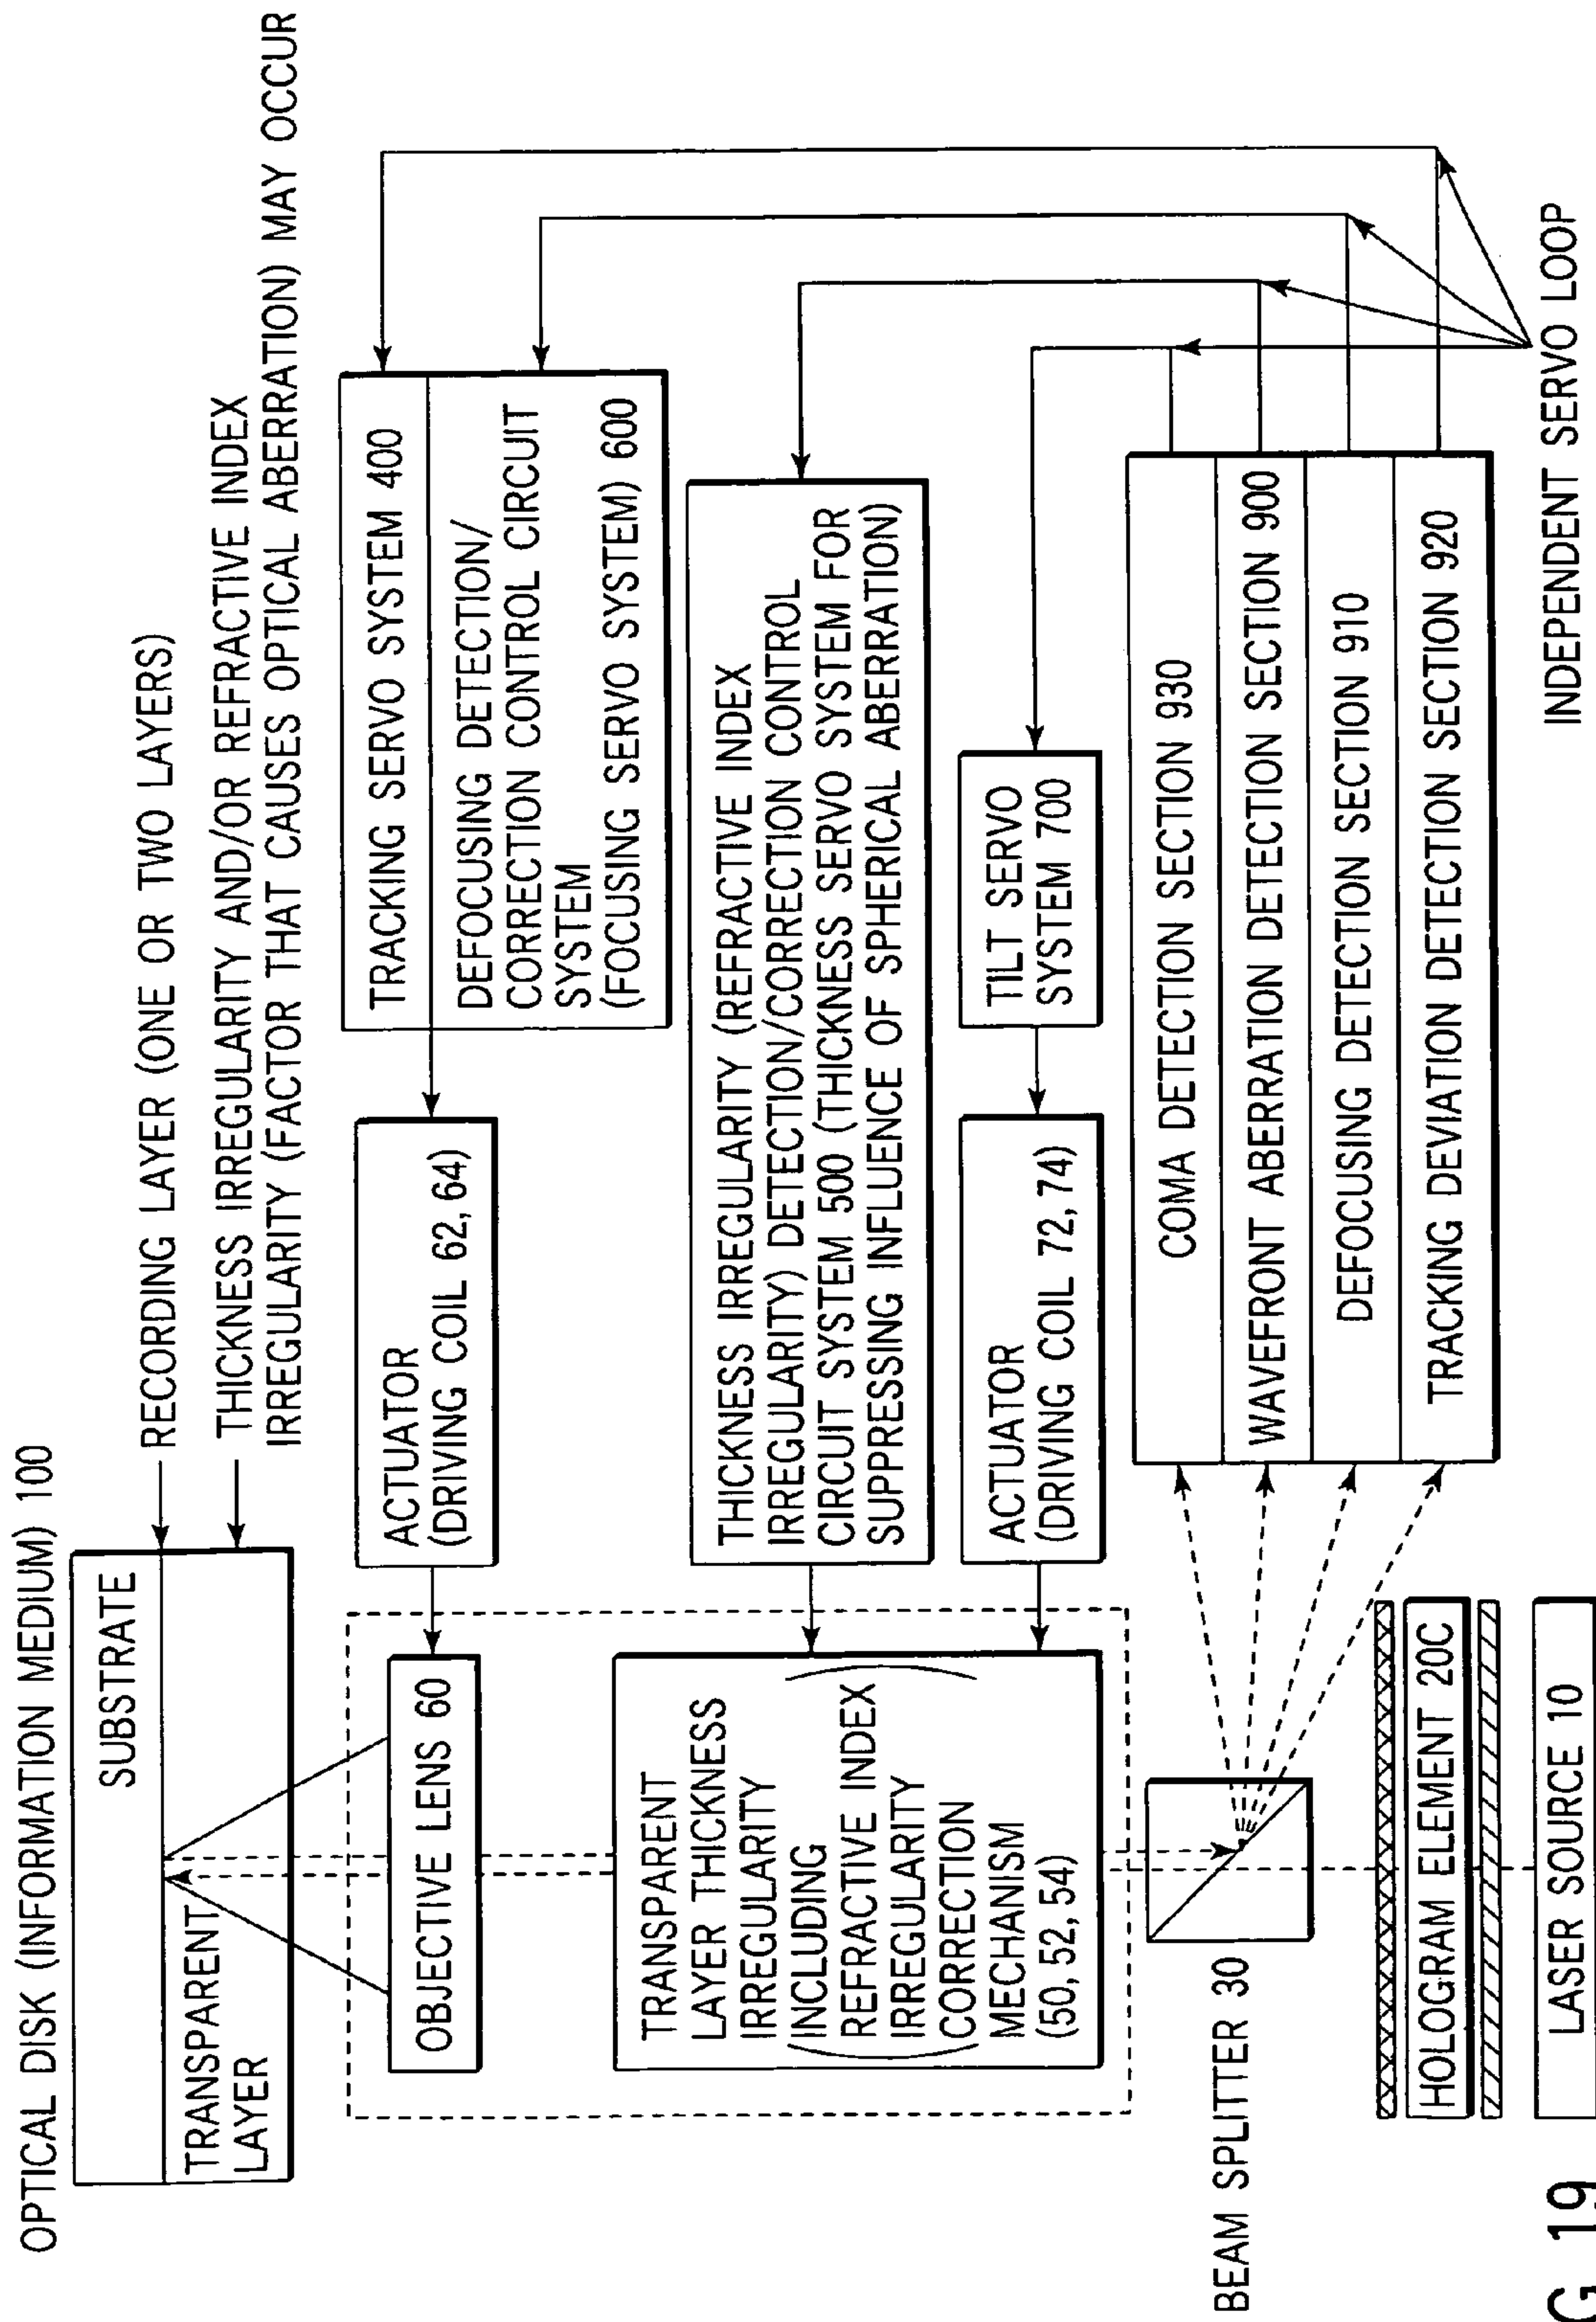 OPTICAL DISK (INFORMATION MEDIUM) 100
SUBSTRATE
TRANSPARENT
LAYER
RECORDING LAYER (ONE OR TWO LAYERS)
THICKNESS IRREGULARITY AND/OR REFRACTIVE INDEX
IRREGULARITY (FACTOR THAT CAUSES OPTICAL ABERRATION) MAY OCCUR
OBJECTIVE LENS 60
ACTUATOR
(DRIVING COIL 62, 64)
TRACKING SERVO SYSTEM 400
DEFOCUSING DETECTION/
CORRECTION CONTROL CIRCUIT
SYSTEM
(FOCUSING SERVO SYSTEM) 600
TRANSPARENT
LAYER THICKNESS
IRREGULARITY
(INCLUDING
REFRACTIVE INDEX
IRREGULARITY)
CORRECTION
MECHANISM
(50, 52, 54)
THICKNESS IRREGULARITY (REFRACTIVE INDEX
IRREGULARITY) DETECTION/CORRECTION CONTROL
CIRCUIT SYSTEM 500 (THICKNESS SERVO SYSTEM FOR
SUPPRESSING INFLUENCE OF SPHERICAL ABERRATION)
ACTUATOR
(DRIVING COIL 72, 74)
TILT SERVO
SYSTEM 700
BEAM SPLITTER 30
COMA DETECTION SECTION 930
WAVEFRONT ABERRATION DETECTION SECTION 900
DEFOCUSING DETECTION SECTION 910
TRACKING DEVIATION DETECTION SECTION 920
HOLOGRAM ELEMENT 20C
LASER SOURCE 10
INDEPENDENT SERVO LOOP
G. 19